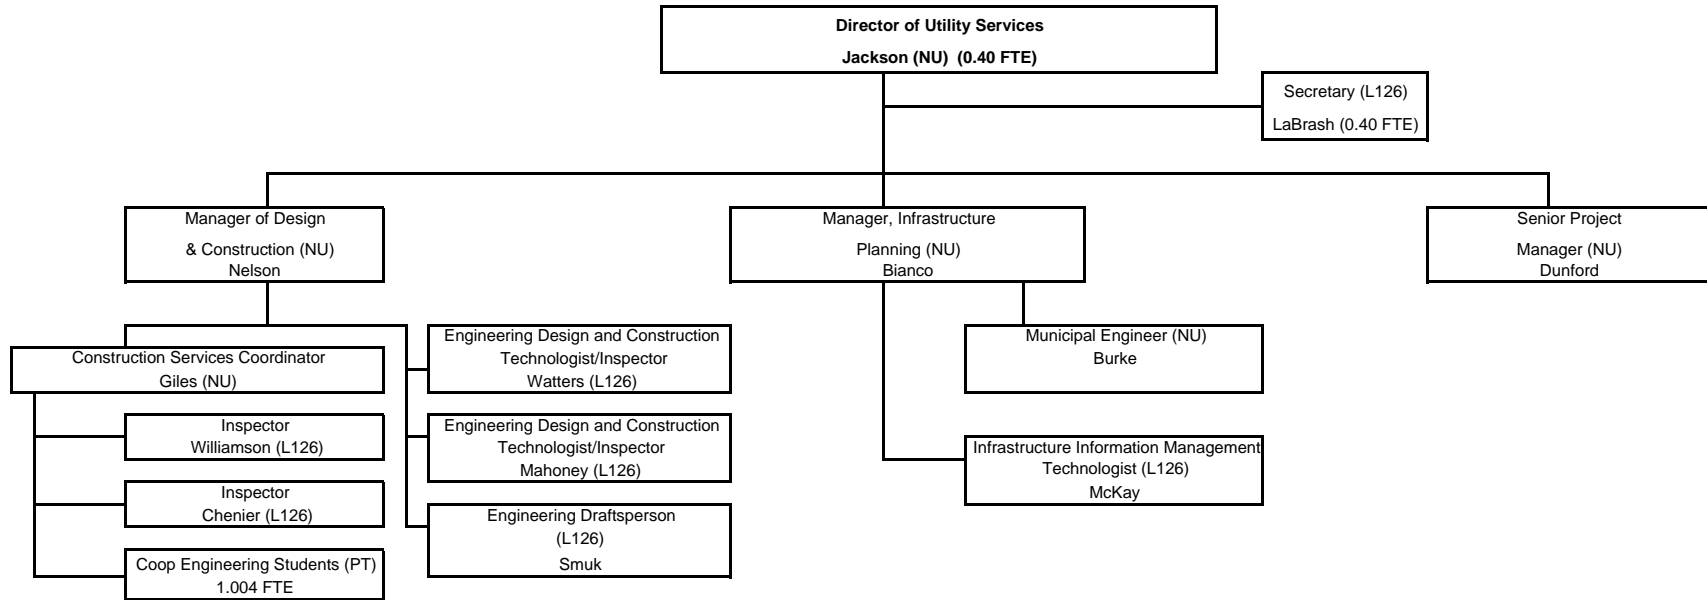 Director of Utility Services
Jackson (NU) (0.40 FTE)
Secretary (L126)
LaBrash (0.40 FTE)
Manager of Design
& Construction (NU)
Nelson
Manager, Infrastructure
Planning (NU)
Bianco
Senior Project
Manager (NU)
Dunford
Construction Services Coordinator
Giles (NU)
Inspector
Williamson (L126)
Inspector
Chenier (L126)
Coop Engineering Students (PT)
1.004 FTE
Engineering Design and Construction
Technologist/Inspector
Watters (L126)
Engineering Design and Construction
Technologist/Inspector
Mahoney (L126)
Engineering Draftsperson
(L126)
Smuk
Municipal Engineer (NU)
Burke
Infrastructure Information Management
Technologist (L126)
McKay